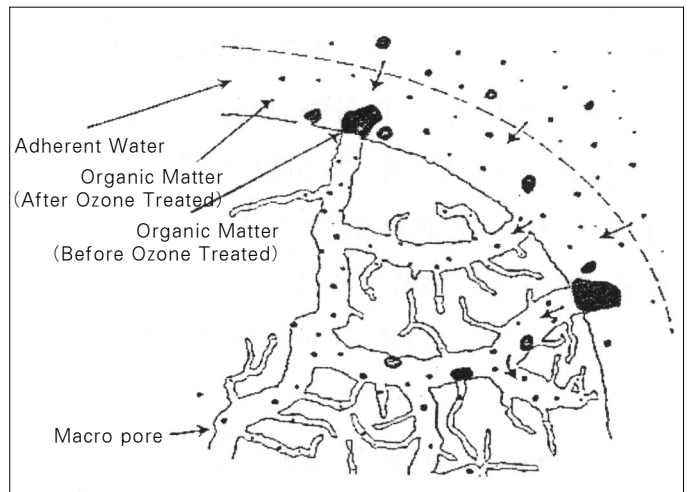 Adherent Water
Organic Matter
(After Ozone Treated)
Organic Matter
(Before Ozone Treated)
Macro pore